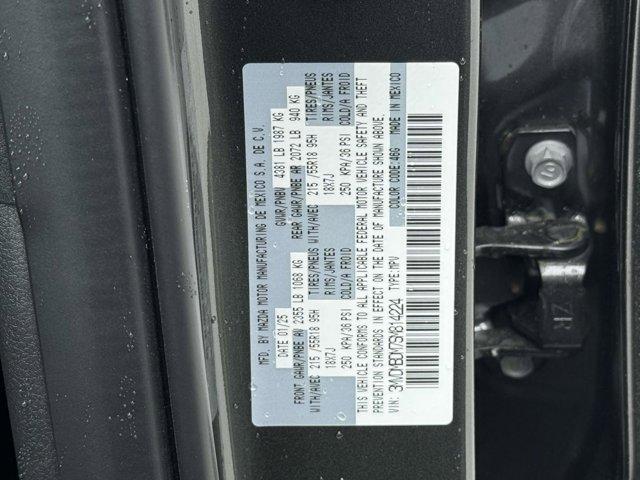 MFD. BY MAZDA MOTOR MANUFACTURING DE MEXICO S.A. DE C.V.
DATE 01/25 GVWR/PNBV 4381 LB 1987 KG
FRONT GAWR/PNBE AV 2355 LB 1068 KG REAR GAWR/PNBE AR 2072 LB 940 KG
WITH/AVEC 215 /55R18 95H TIRES/PNEUS WITH/AVEC 215 /55R18 95H TIRES/PNEUS
18X7J RIMS/JANTES 18X7J RIMS/JANTES
250 KPA/36 PSI COLD/A FROID 250 KPA/36 PSI COLD/A FROID
THIS VEHICLE CONFORMS TO ALL APPLICABLE FEDERAL MOTOR VEHICLE SAFETY AND THEFT
PREVENTION STANDARDS IN EFFECT ON THE DATE OF MANUFACTURE SHOWN ABOVE.
VIN: 3MVDMBDM7SM814224 TYPE:MPV COLOR CODE:46G MADE IN MEXICO
ZR